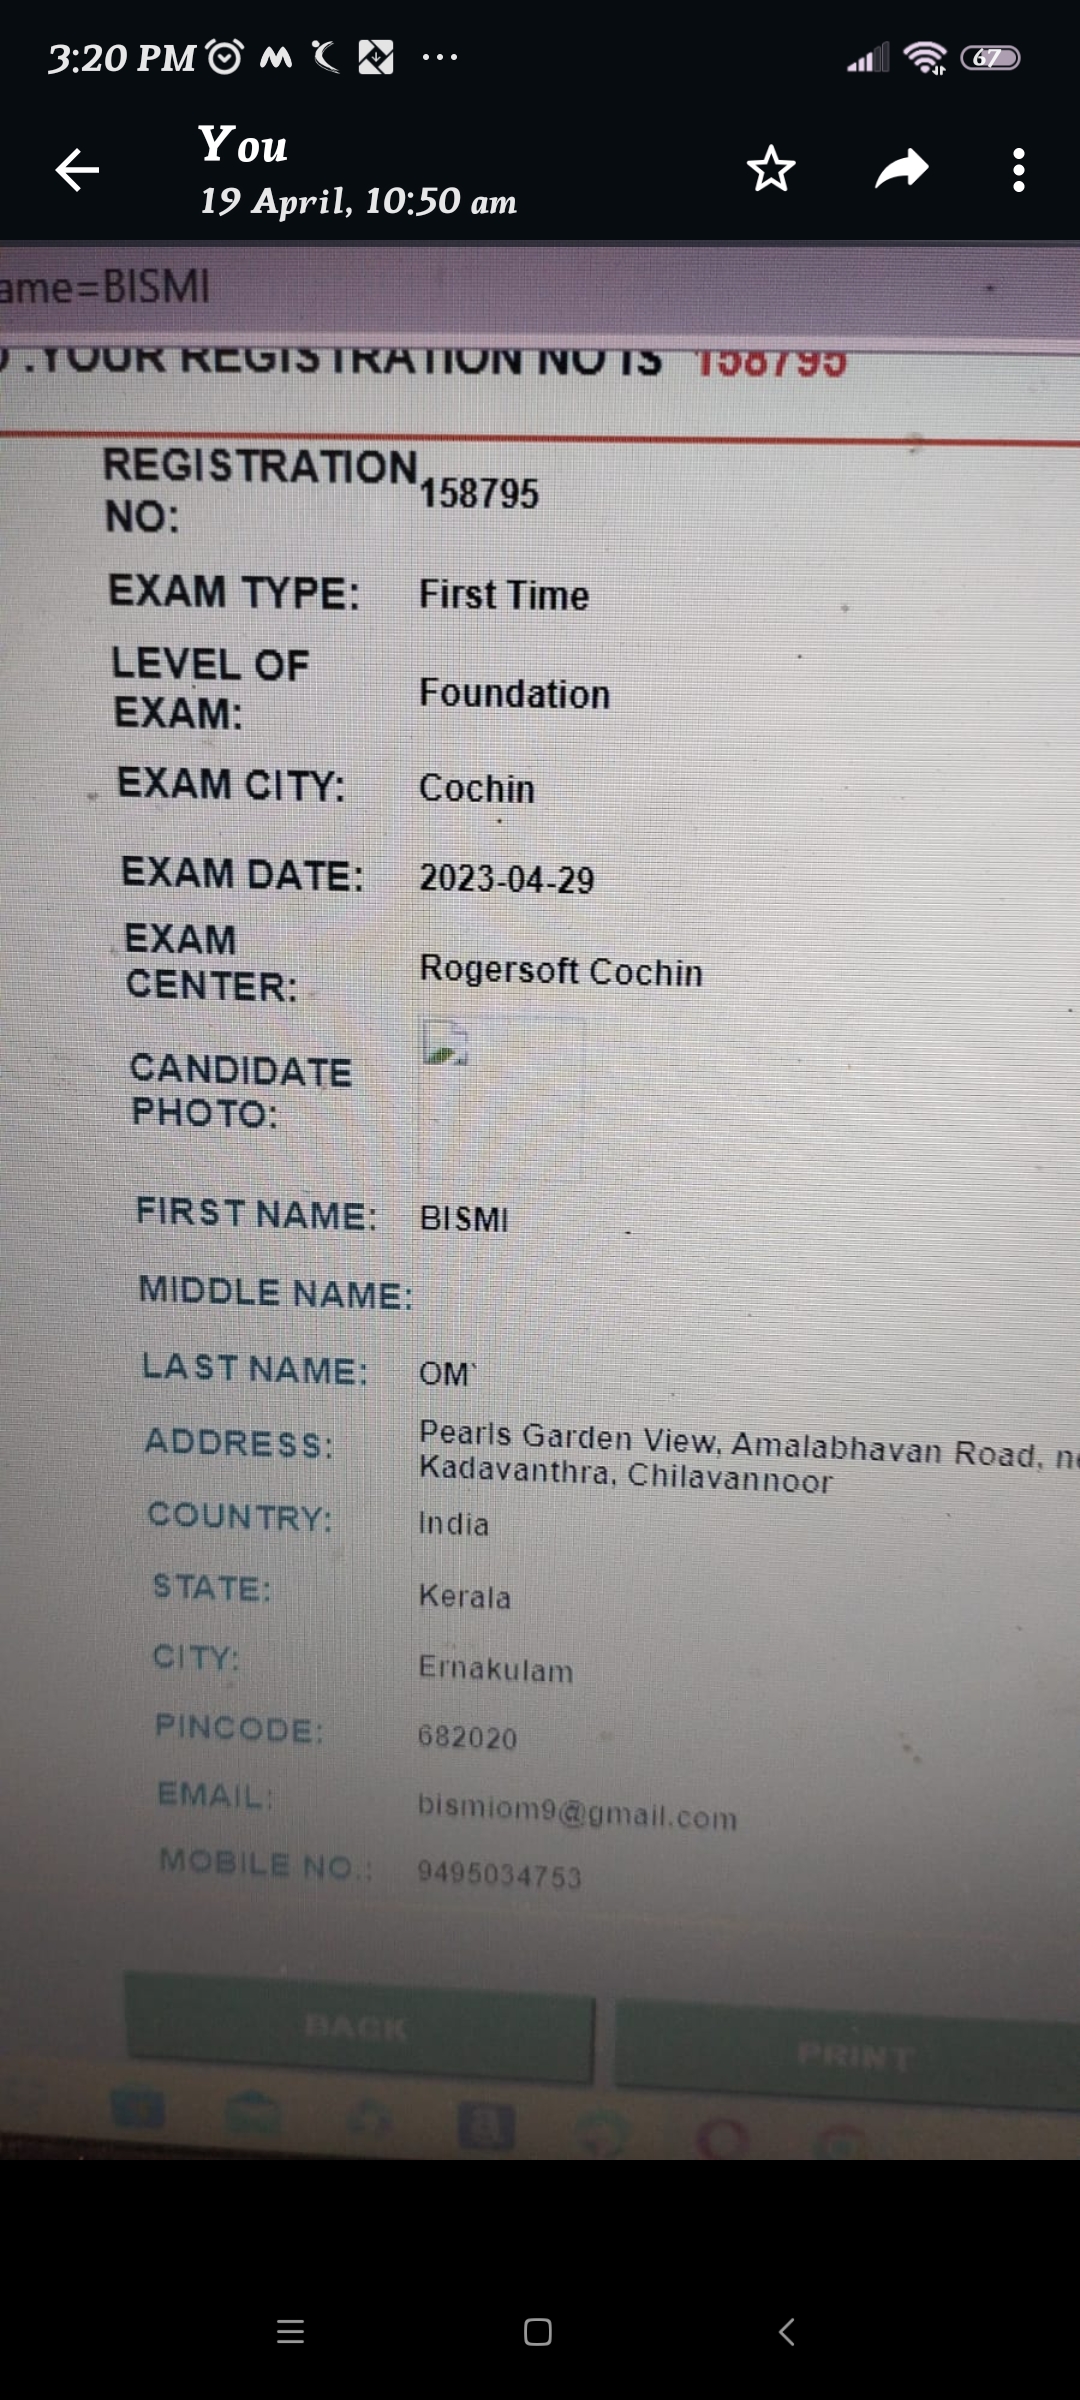 3:20 PM ... 67
You
19 April, 10:50 am
ame=BISMI
.YOUR REGISTRATION NO IS 158795
REGISTRATION
NO: 158795
EXAM TYPE: First Time
LEVEL OF
EXAM: Foundation
EXAM CITY: Cochin
EXAM DATE: 2023-04-29
EXAM
CENTER: Rogersoft Cochin
CANDIDATE
PHOTO:
FIRST NAME: BISMI
MIDDLE NAME:
LAST NAME: OM`
ADDRESS: Pearls Garden View, Amalabhavan Road, ne
Kadavanthra, Chilavannoor
COUNTRY: India
STATE: Kerala
CITY: Ernakulam
PINCODE: 682020
EMAIL: bismiom9@gmail.com
MOBILE NO.: 9495034753
BACK PRINT